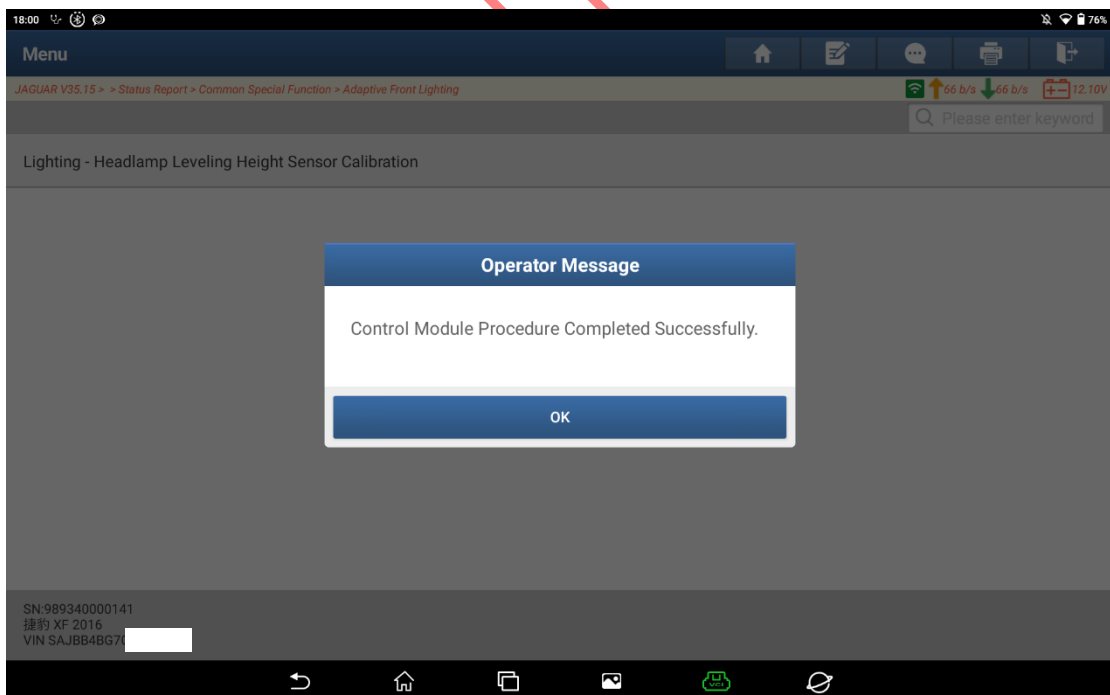 18:00
76%
Menu
JAGUAR V35.15 > > Status Report > Common Special Function > Adaptive Front Lighting
66 b/s 66 b/s 12.10V
Please enter keyword
Lighting - Headlamp Leveling Height Sensor Calibration
Operator Message
Control Module Procedure Completed Successfully.
OK
SN:989340000141
捷豹 XF 2016
VIN SAJBB4BG70
VCI